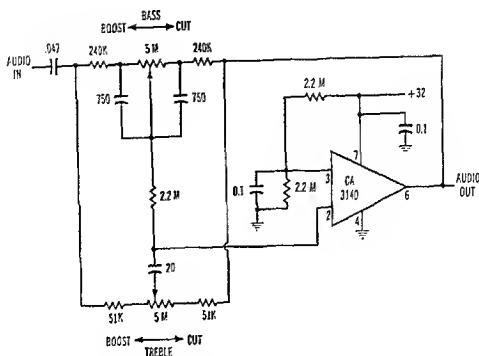 BASS
BOOST CUT
AUDIO IN
.047
240K
5 M
240K
750
750
2.2 M
+32
0.1
7
0.1
2.2 M
3
CA
3140
6
AUDIO OUT
2
4
2.2 M
20
51K
5 M
51K
BOOST CUT
TREBLE